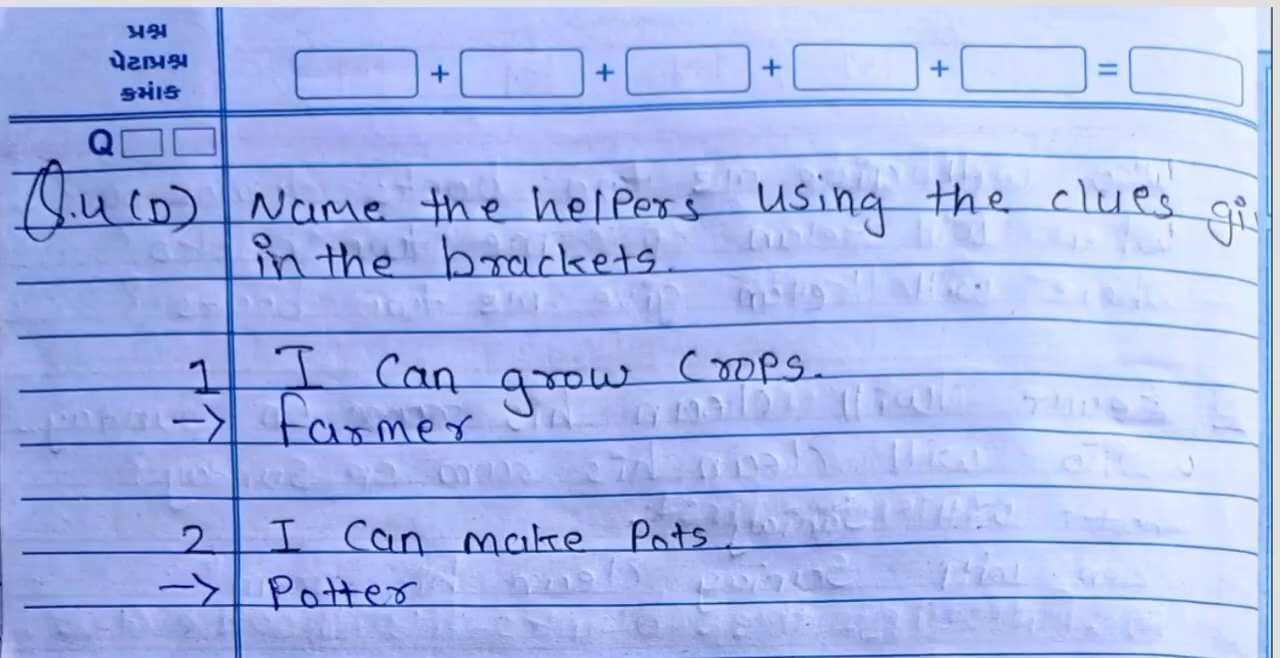 પ્રશ્ન
પેટાપ્રશ્ન
ક્રમાંક
+ + + + =
Q
Q.4(D) Name the helpers using the clues
in the brackets.
1 I Can grow Crops.
→ farmer
2 I Can make Pots.
→ Potter